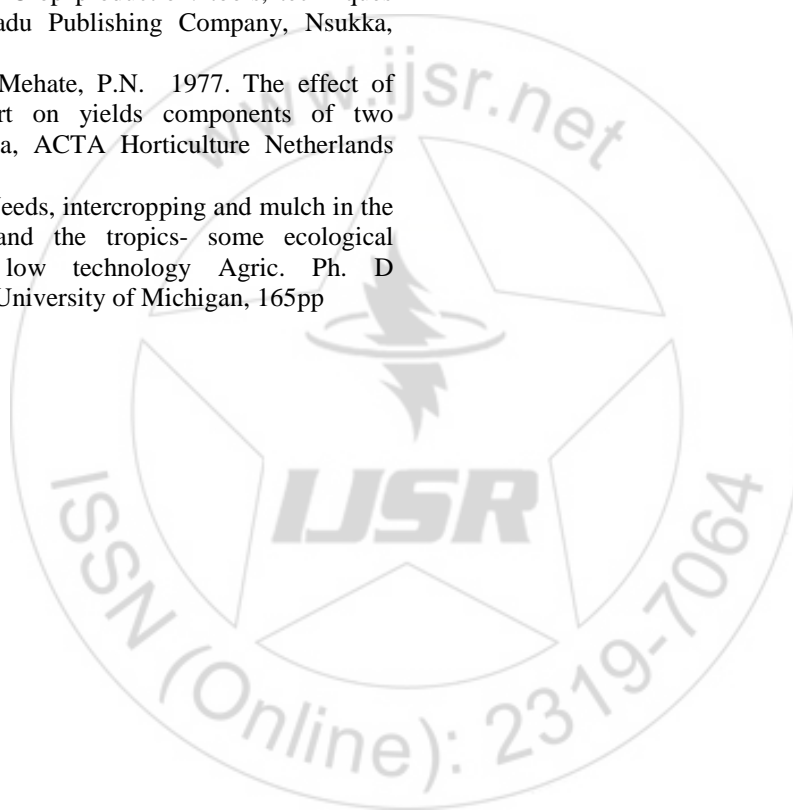 adu Publishing Company, Nsukka,
Mehate, P.N. 1977. The effect of
rt on yields components of two
a, ACTA Horticulture Netherlands
eeds, intercropping and mulch in the
and the tropics- some ecological
low technology Agric. Ph. D
University of Michigan, 165pp
www.ijsr.net
IJSR
ISSN (Online): 2319-7064